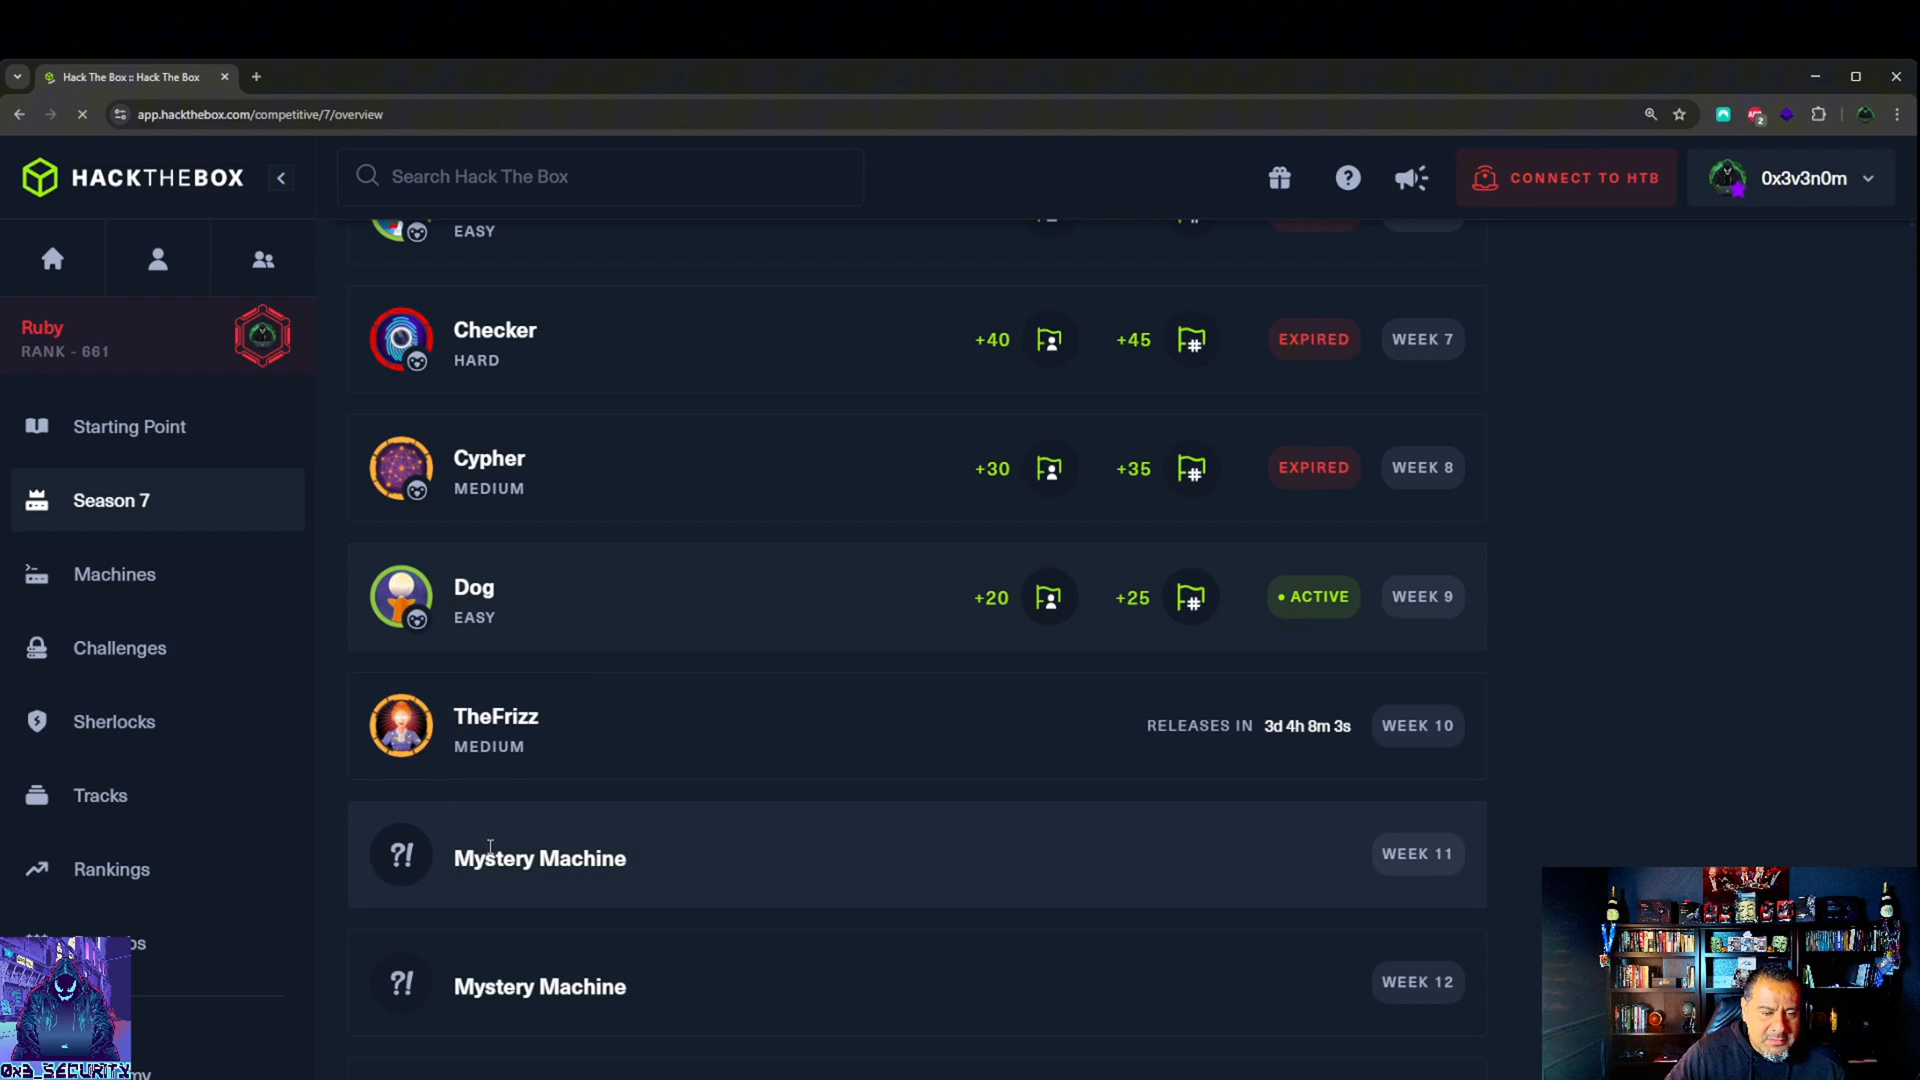 Hack The Box :: Hack The Box
app.hackthebox.com/competitive/7/overview
2
HACKTHEBOX
Search Hack The Box
CONNECT TO HTB
0x3v3n0m
Ruby
RANK - 661
Starting Point
Season 7
Machines
Challenges
Sherlocks
Tracks
Rankings
EASY
Checker
HARD
+40
+45
EXPIRED
WEEK 7
Cypher
MEDIUM
+30
+35
EXPIRED
WEEK 8
Dog
EASY
+20
+25
• ACTIVE
WEEK 9
TheFrizz
MEDIUM
RELEASES IN 3d 4h 8m 3s
WEEK 10
?! Mystery Machine
WEEK 11
?! Mystery Machine
WEEK 12
0x3_SECURITY